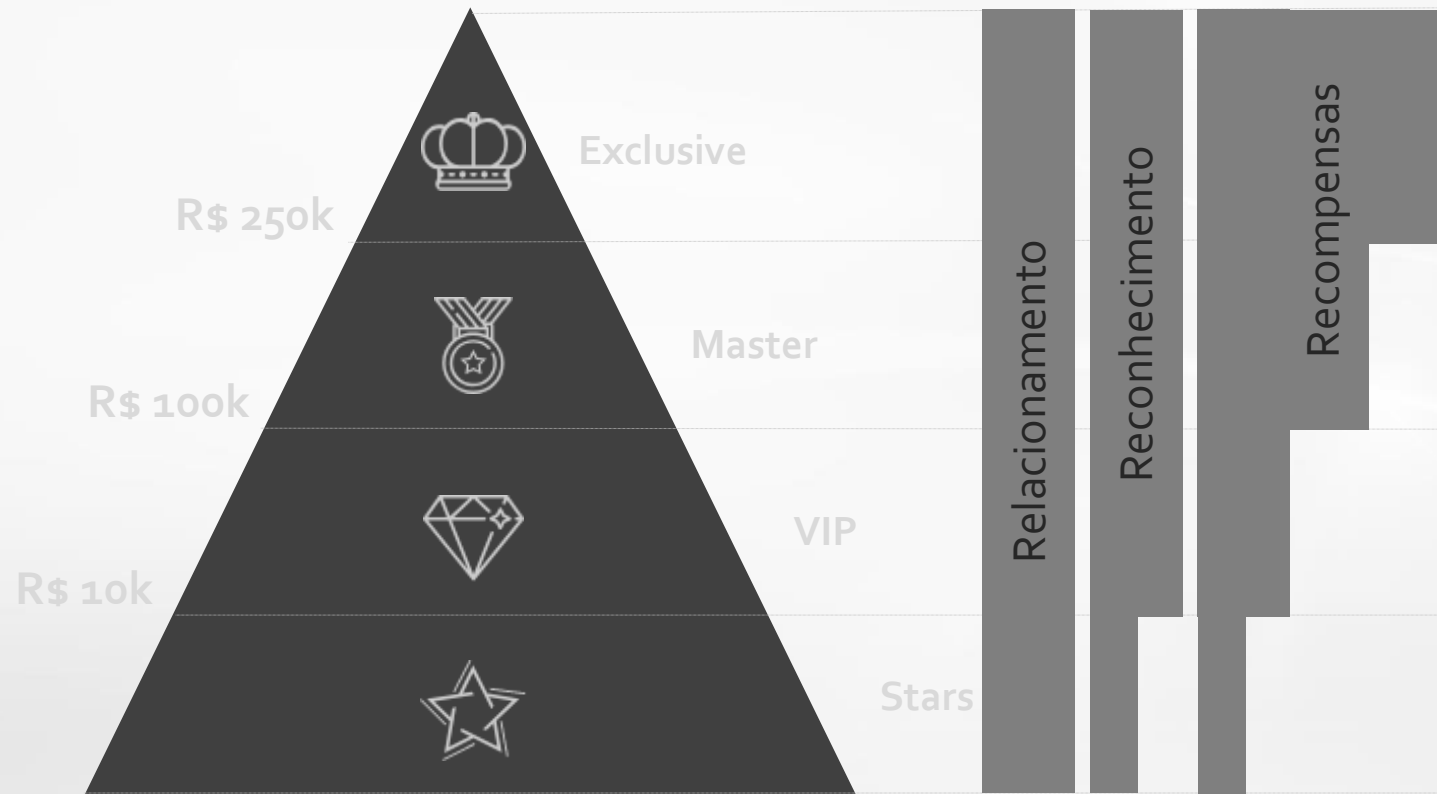 Exclusive
R$ 250k
Master
R$ 100k
VIP
R$ 10k
Stars
Relacionamento
Reconhecimento
Recompensas